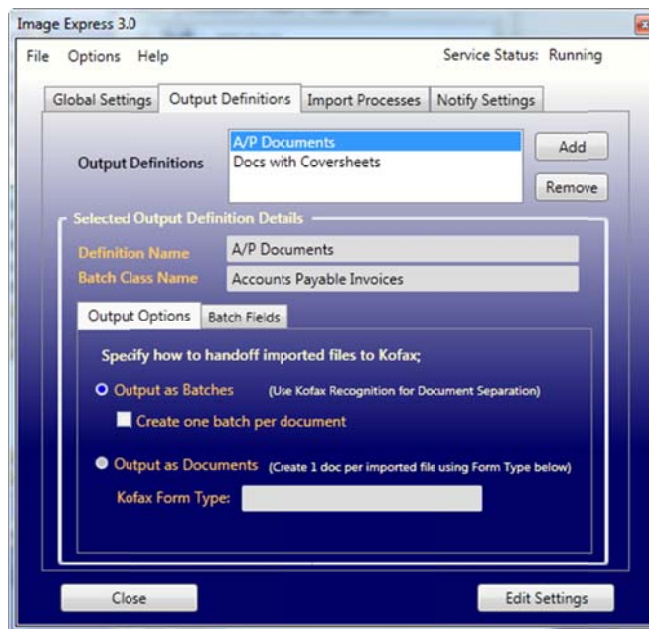 Image Express 3.0
File Options Help Service Status: Running
Global Settings Output Definitions Import Processes Notify Settings
Output Definitions
A/P Documents
Docs with Coversheets
Add
Remove
Selected Output Definition Details
Definition Name A/P Documents
Batch Class Name Accounts Payable Invoices
Output Options Batch Fields
Specify how to handoff imported files to Kofax;
Output as Batches (Use Kofax Recognition for Document Separation)
Create one batch per document
Output as Documents (Create 1 doc per imported file using Form Type below)
Kofax Form Type:
Close Edit Settings